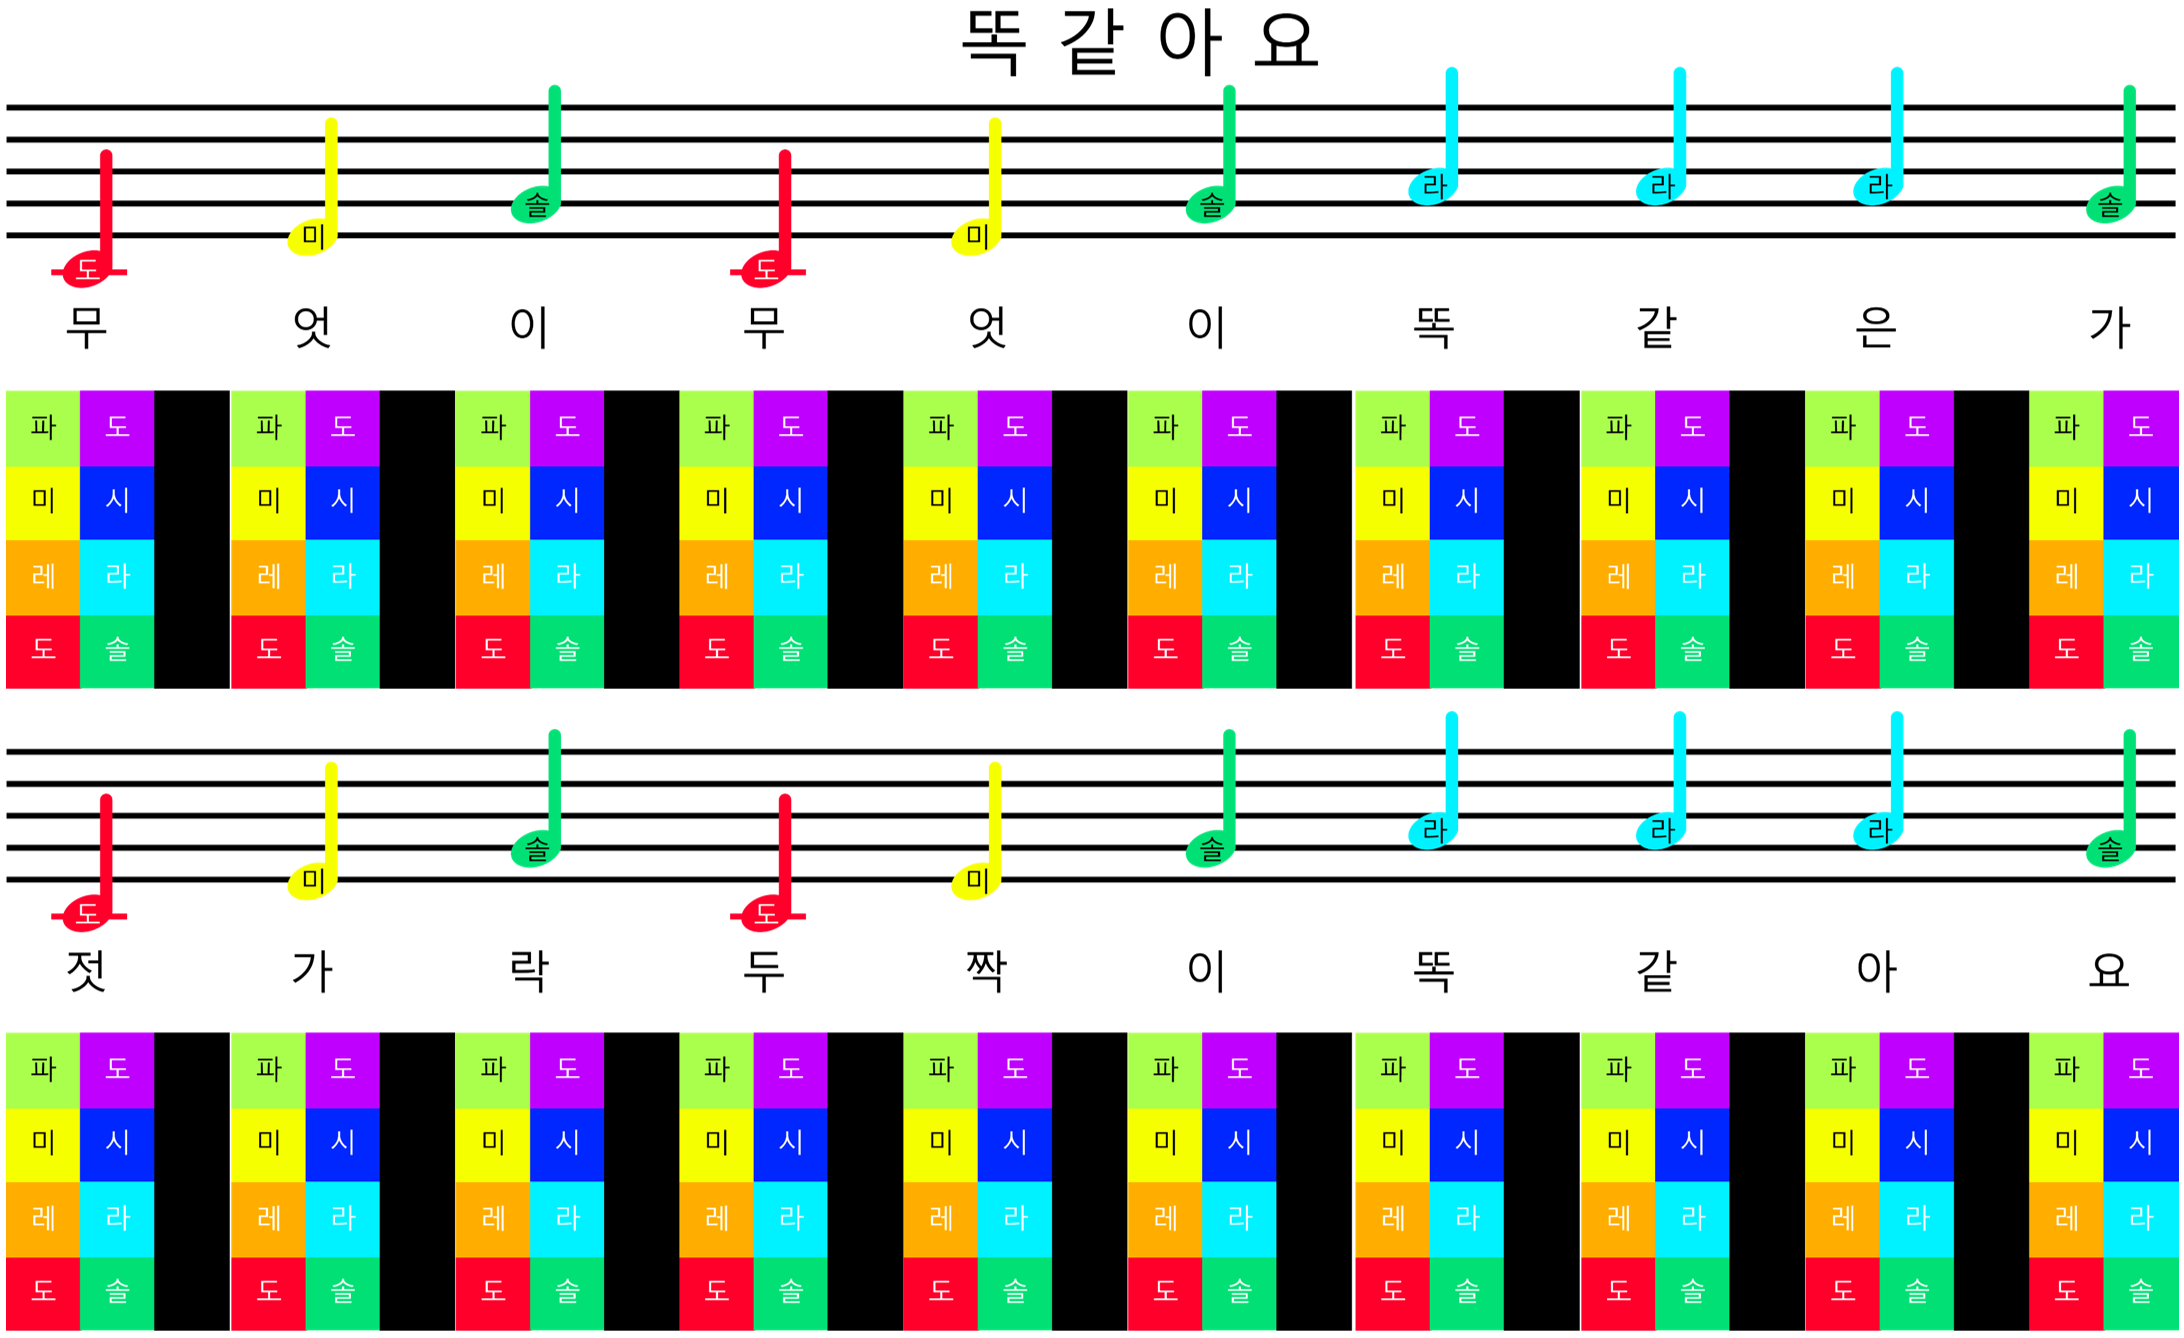 똑 같 아 요
도 미 솔 도 미 솔 라 라 라 솔
무 엇 이 무 엇 이 똑 같 은 가
파 도 파 도 파 도 파 도 파 도 파 도 파 도 파 도 파 도 파 도
미 시 미 시 미 시 미 시 미 시 미 시 미 시 미 시 미 시 미 시
레 라 레 라 레 라 레 라 레 라 레 라 레 라 레 라 레 라 레 라
도 솔 도 솔 도 솔 도 솔 도 솔 도 솔 도 솔 도 솔 도 솔 도 솔
도 미 솔 도 미 솔 라 라 라 솔
젓 가 락 두 짝 이 똑 같 아 요
파 도 파 도 파 도 파 도 파 도 파 도 파 도 파 도 파 도 파 도
미 시 미 시 미 시 미 시 미 시 미 시 미 시 미 시 미 시 미 시
레 라 레 라 레 라 레 라 레 라 레 라 레 라 레 라 레 라 레 라
도 솔 도 솔 도 솔 도 솔 도 솔 도 솔 도 솔 도 솔 도 솔 도 솔